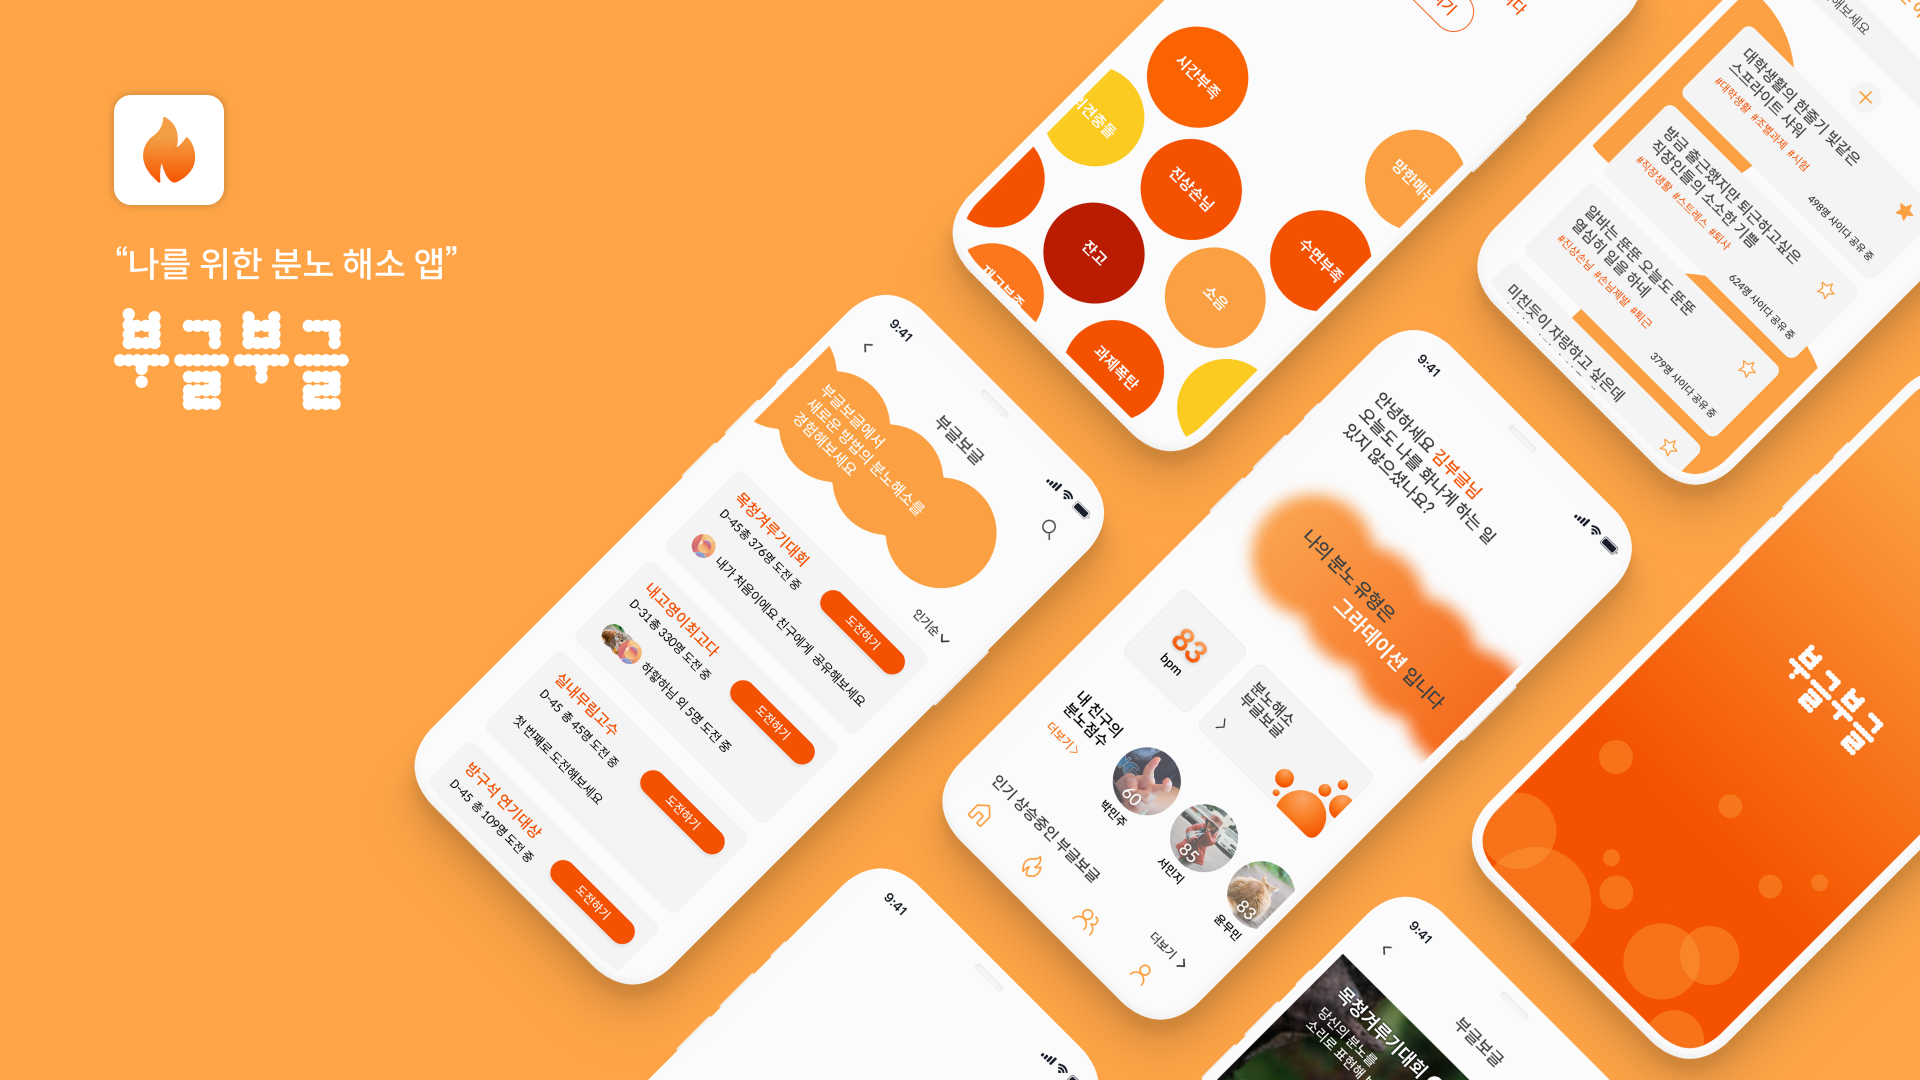 “나를 위한 분노 해소 앱”
부글부글
시간부족
의견충돌
진상손님
망한메뉴
잔고
수면부족
소음
재고부족
과제폭탄
대학생활의 한줄기 빛같은
스프라이트 샤워
#대학생활 #조별과제 #시험
498명 사이다 공유 중
방금 출근했지만 퇴근하고싶은
직장인들의 소소한 기쁨
#직장생활 #스트레스 #퇴사
624명 사이다 공유 중
알바는 뚠뚠 오늘도 뚠뚠
열심히 일을 하네
#진상손님 #손님제발 #퇴근
379명 사이다 공유 중
미친듯이 자랑하고 싶은데
9:41
부글보글
부글보글에서
새로운 방법의 분노해소를
경험해보세요
인기순
목청겨루기대회
D-45총 376명 도전 중
내가 처음이에요 친구에게 공유해보세요
도전하기
내고영이최고다
D-31총 330명 도전 중
하핳하님 외 5명 도전 중
도전하기
실내무림고수
D-45 총 45명 도전 중
첫 번째로 도전해보세요
도전하기
방구석 연기대상
D-45 총 109명 도전 중
도전하기
9:41
안녕하세요 김부글님
오늘도 나를 화나게 하는 일
있지 않으셨나요?
나의 분노 유형은
그라데이션 입니다
83
bpm
분노해소
부글보글
내 친구의
분노점수
더보기
60
박민주
85
서민지
83
윤무민
인기 상승중인 부글보글
더보기
부글부글
9:41
9:41
부글보글
목청겨루기대회
당신의 분노를
소리로 표현해